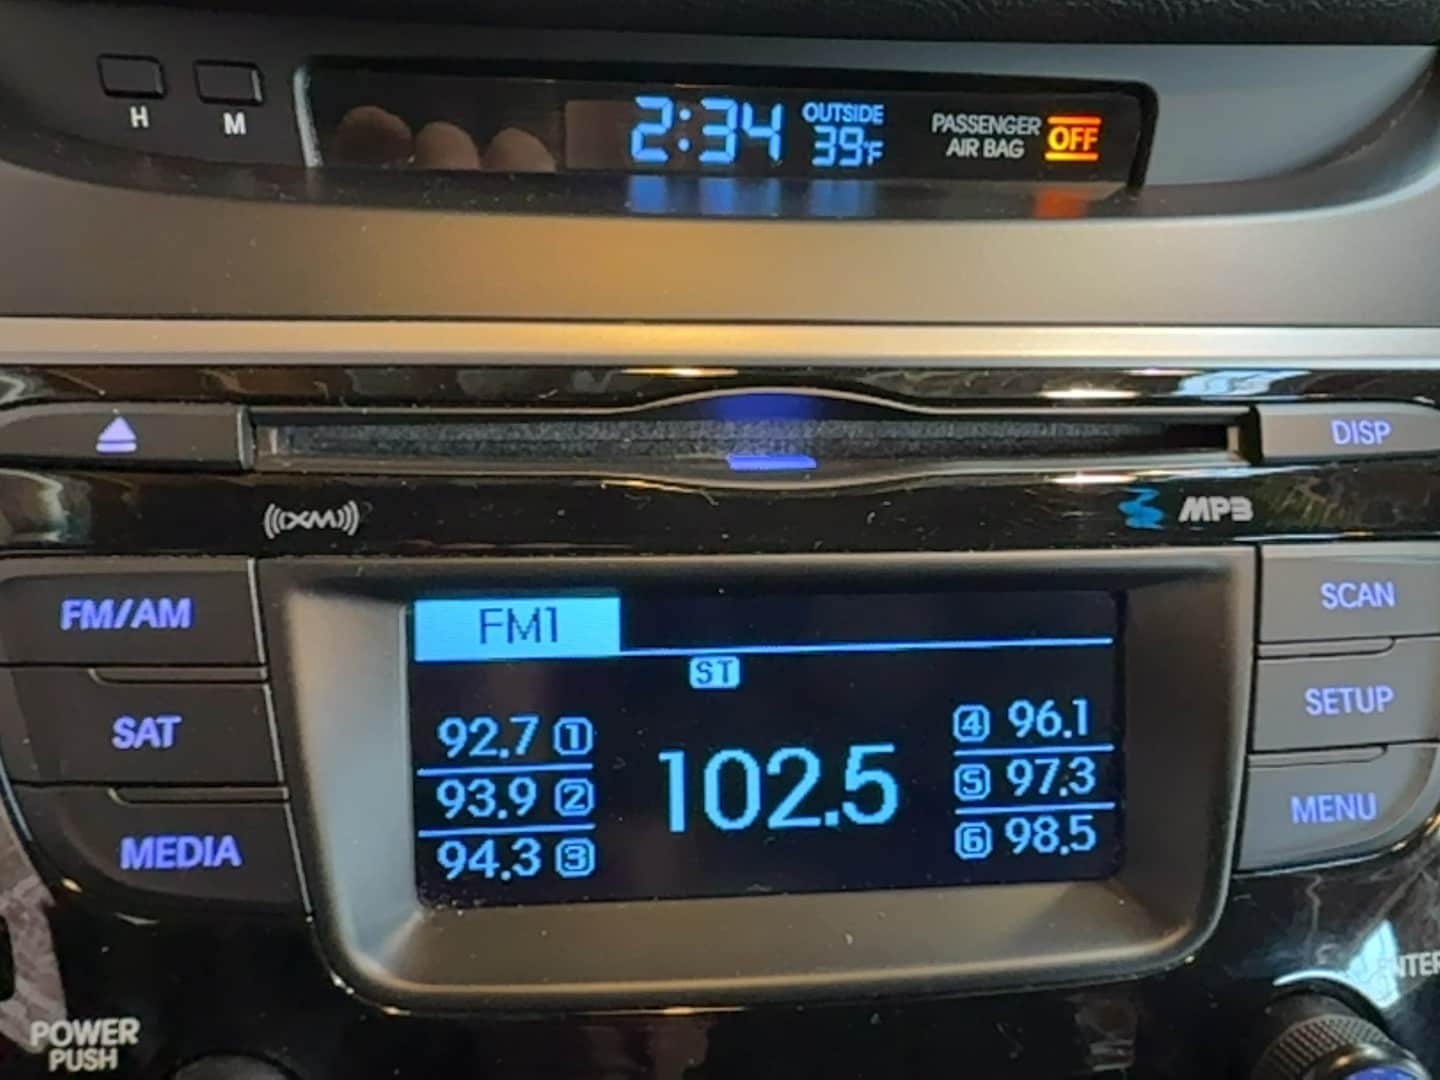 H M
2:34 OUTSIDE 39°F
PASSENGER AIR BAG OFF
DISP
((XM)) MP3
FM/AM
SCAN
FM1
ST
SAT
SETUP
92.7 1
102.5
4 96.1
93.9 2
5 97.3
94.3 3
6 98.5
MEDIA
MENU
POWER
PUSH